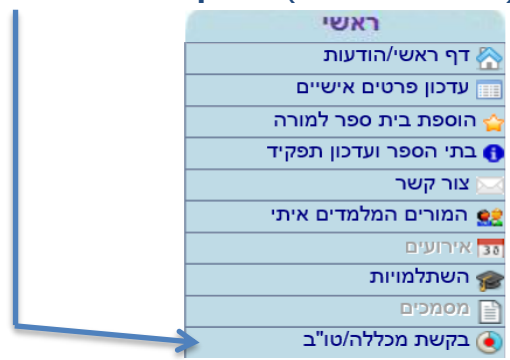 ראשי
דף ראשי/הודעות
עדכון פרטים אישיים
הוספת בית ספר למורה
בתי הספר ועדכון תפקיד
צור קשר
המורים המלמדים איתי
אירועים
השתלמויות
מסמכים
בקשת מכללה/טו"ב